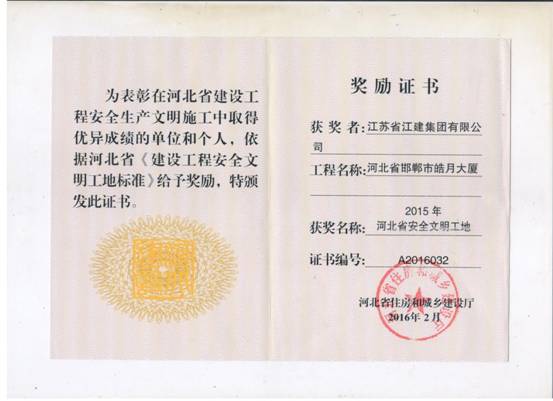 为表彰在河北省建设工
程安全生产文明施工中取得
优异成绩的单位和个人，依
据河北省《建设工程安全文
明工地标准》给予奖励，特颁
发此证书。
奖励证书
获奖者：江苏省江建集团有限公
司
工程名称：河北省邯郸市皓月大厦
2015年
获奖名称：河北省安全文明工地
证书编号：A2016032
河北省住房和城乡建设厅
2016年2月